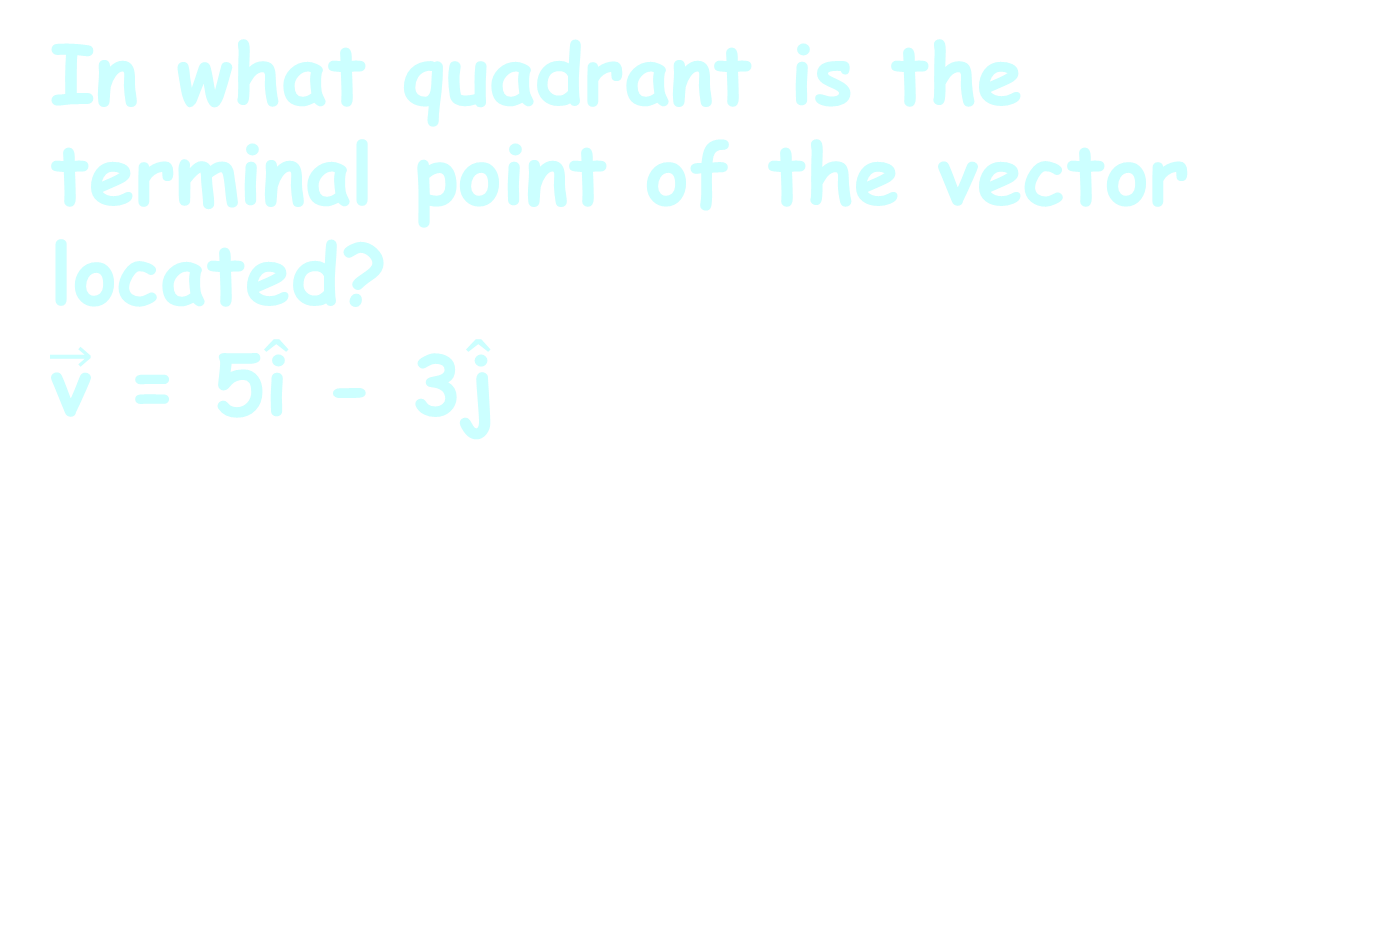 In what quadrant is the
terminal point of the vector
located?
v⃗ = 5î - 3ĵ